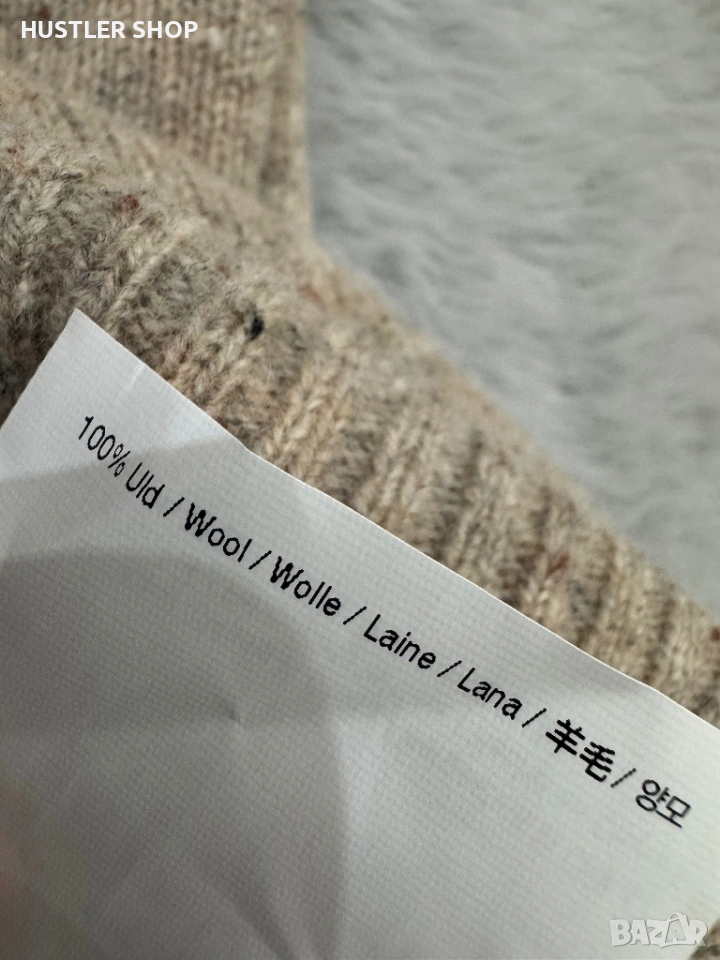 HUSTLER SHOP
100% Uld / Wool / Wolle / Laine / Lana / 羊毛 / 양모
BAZAR